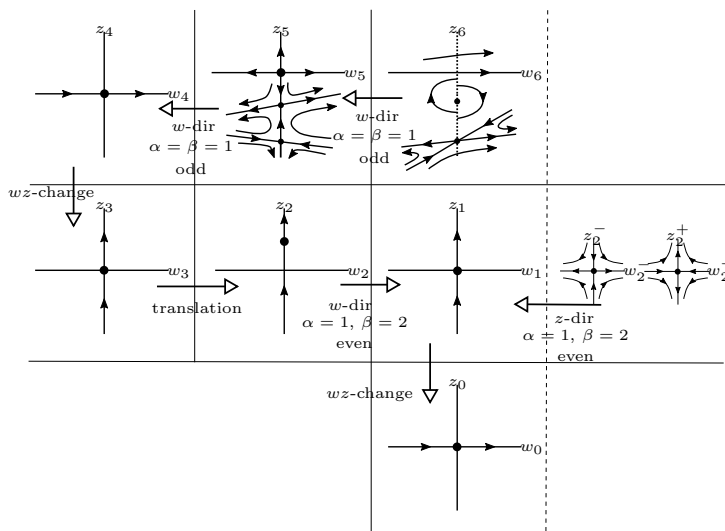 z₄
z₅
z₆
w₄
w₅
w₆
w-dir
α = β = 1
odd
w-dir
α = β = 1
odd
wz-change
z₃
z₂
z₁
z₂⁻
z₂⁺
w₃
w₂
w₁
w₂⁻
w₂⁺
translation
w-dir
α = 1, β = 2
even
z-dir
α = 1, β = 2
even
wz-change
z₀
w₀